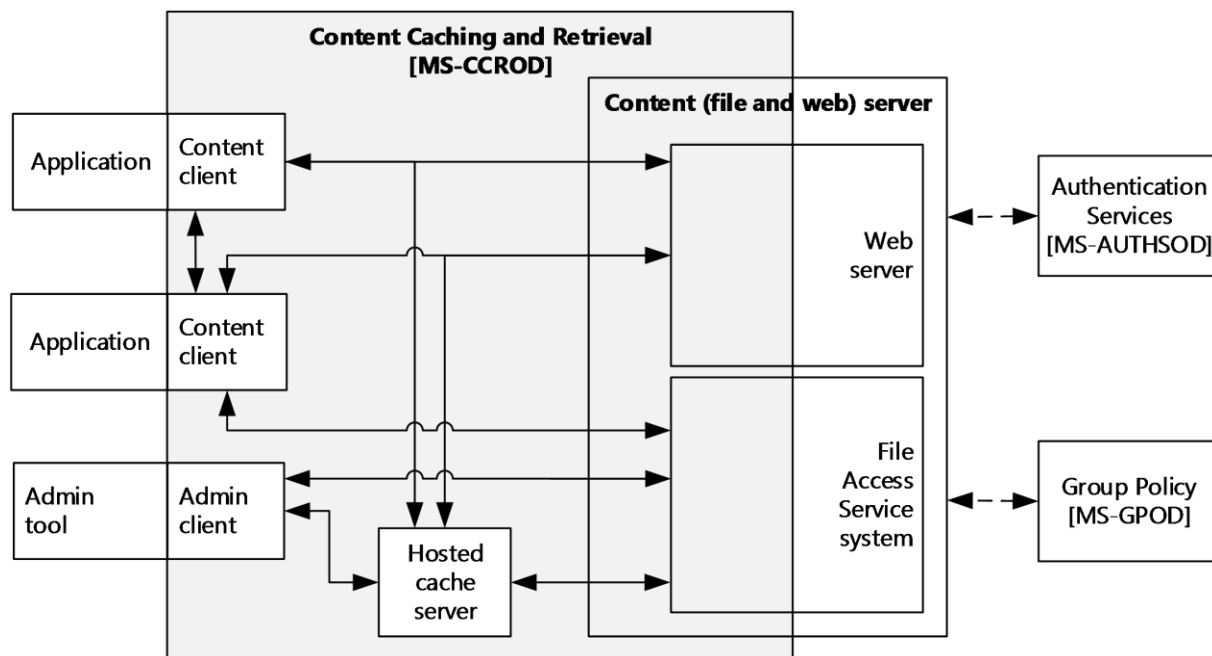 Content Caching and Retrieval
[MS-CCROD]
Content (file and web) server
Application
Content
client
Web
server
Authentication
Services
[MS-AUTHSOD]
Application
Content
client
Admin
tool
Admin
client
Hosted
cache
server
File
Access
Service
system
Group Policy
[MS-GPOD]